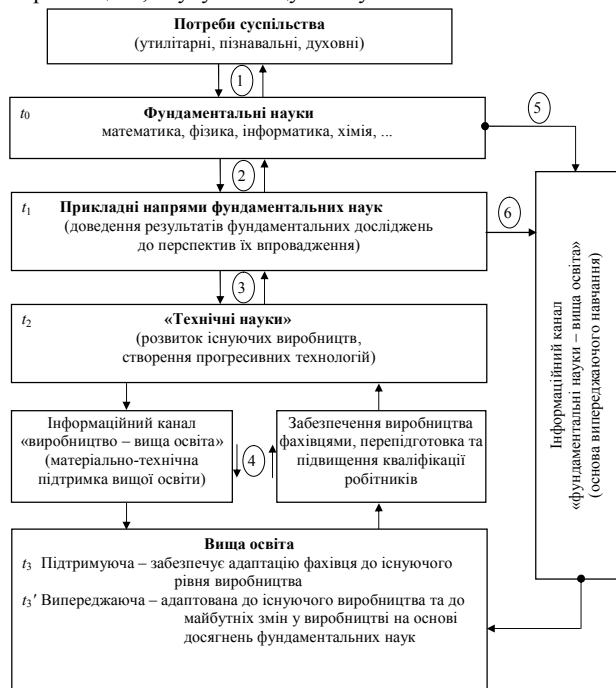 Потреби суспільства
(утилітарні, пізнавальні, духовні)
1
t0 Фундаментальні науки
математика, фізика, інформатика, хімія, ...
5
2
t1 Прикладні напрями фундаментальних наук
(доведення результатів фундаментальних досліджень
до перспектив їх впровадження)
6
3
t2 «Технічні науки»
(розвиток існуючих виробництв,
створення прогресивних технологій)
Інформаційний канал
«виробництво – вища освіта»
(матеріально-технічна
підтримка вищої освіти)
4
Забезпечення виробництва
фахівцями, перепідготовка та
підвищення кваліфікації
робітників
Інформаційний канал
«фундаментальні науки – вища освіта»
(основа випереджаючого навчання)
Вища освіта
t3 Підтримуюча – забезпечує адаптацію фахівця до існуючого
рівня виробництва
t3′ Випереджаюча – адаптована до існуючого виробництва та до
майбутніх змін у виробництві на основі
досягнень фундаментальних наук